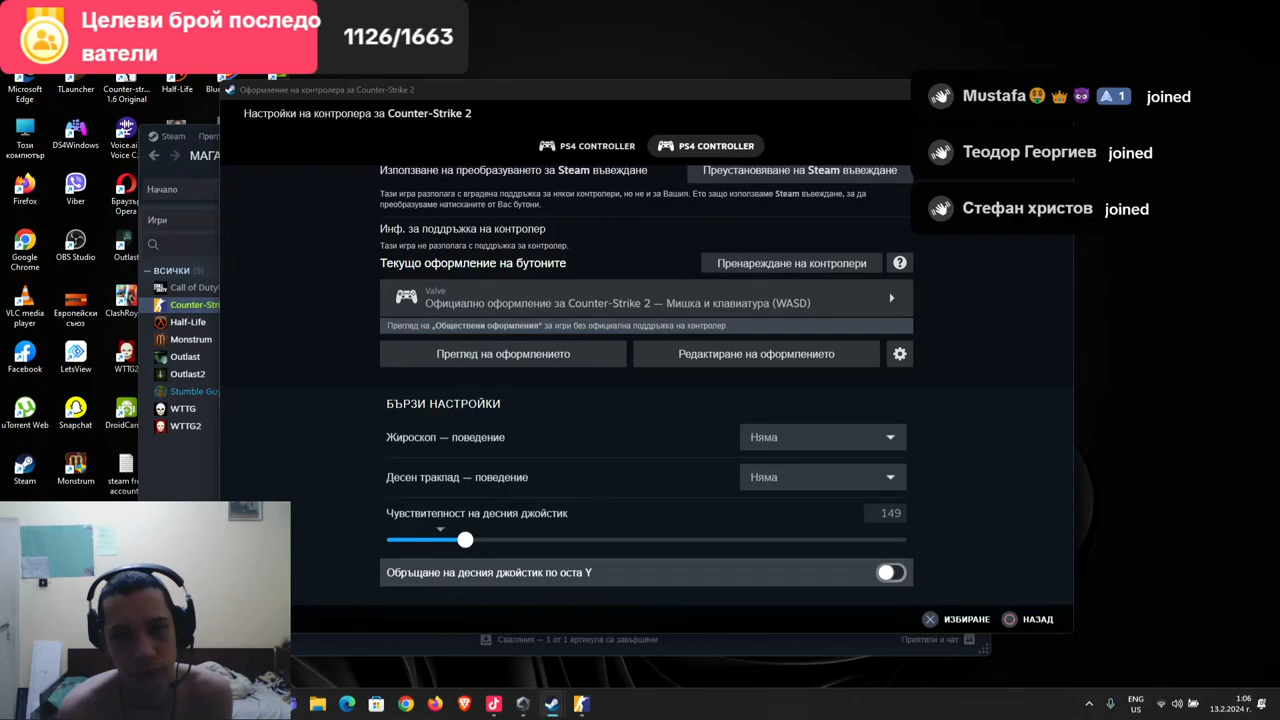 Целеви брой последо
ватели
1126/1663
Mustafa 1 joined
Теодор Георгиев joined
Стефан христов joined
Microsoft
Edge
TLauncher
Counter-str...
1.6 Original
Half-Life
Този
компютър
DS4Windows
Voice.ai
Voice C
Firefox
Viber
Браузъ
Opera
Google
Chrome
OBS Studio
Outlast
VLC media
player
Европейски
съюз
ClashRoy
Facebook
LetsView
WTTG2
uTorrent Web
Snapchat
DroidCam
Steam
Monstrum
steam fr
account
Steam
МАГА
Начало
Игри
ВСИЧКИ (9)
Call of Duty
Counter-Stri
Half-Life
Monstrum
Outlast
Outlast2
Stumble Guy
WTTG
WTTG2
Оформление на контролера за Counter-Strike 2
Настройки на контролера за Counter-Strike 2
PS4 CONTROLLER
PS4 CONTROLLER
Използване на преобразуването за Steam въвеждане
Преустановяване на Steam въвеждане
Тази игра разполага с вградена поддръжка за някои контролери, но не и за Вашия. Ето защо използваме Steam въвеждане, за да
преобразуваме натисканите от Вас бутони.
Инф. за поддръжка на контролер
Тази игра не разполага с поддръжка за контролер.
Текущо оформление на бутоните
Пренареждане на контролери
?
Valve
Официално оформление за Counter-Strike 2 — Мишка и клавиатура (WASD)
Преглед на „Обществени оформления“ за игри без официална поддръжка на контролер
Преглед на оформлението
Редактиране на оформлението
БЪРЗИ НАСТРОЙКИ
Жироскоп — поведение
Няма
Десен тракпад — поведение
Няма
Чувствителност на десния джойстик
149
Обръщане на десния джойстик по оста Y
ИЗБИРАНЕ
НАЗАД
Сваляния — 1 от 1 артикула са завършени
Приятели и чат
ENG
US
1:06
13.2.2024 г.